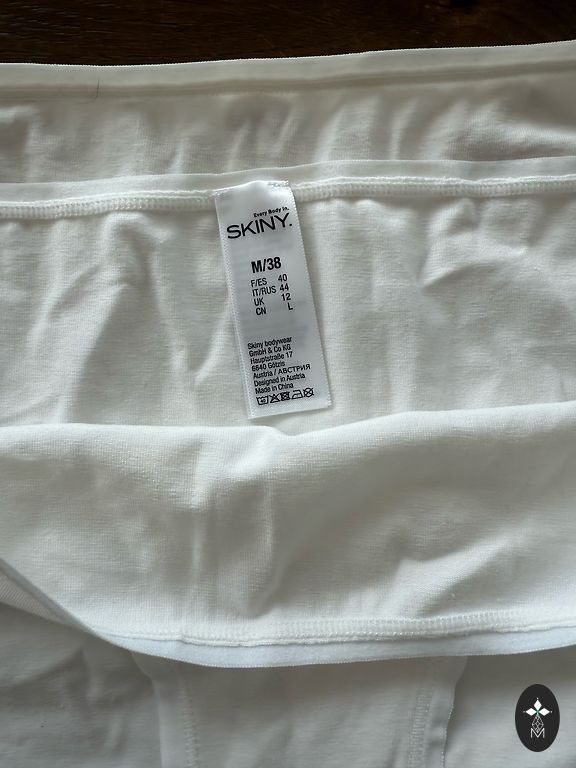 Every Body In.
SKINY.
M/38
F/ES 40
IT/RUS 44
UK 12
CN L
Skiny bodywear
GmbH & Co KG
Hauptstraße 17
6840 Götzis
Austria / АВСТРИЯ
Designed in Austria
Made in China
M